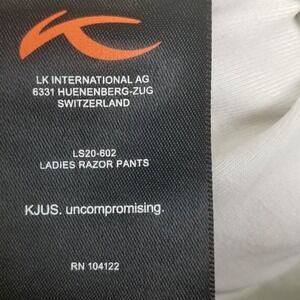 LK INTERNATIONAL AG
6331 HUENENBERG-ZUG
SWITZERLAND
LS20-602
LADIES RAZOR PANTS
KJUS. uncompromising.
RN 104122